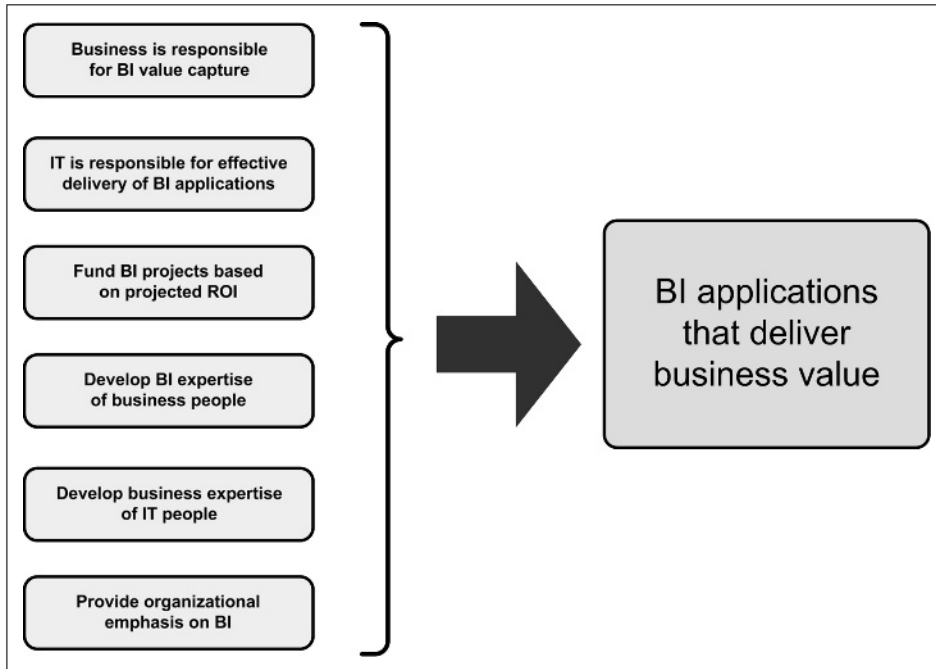 Business is responsible
for BI value capture
IT is responsible for effective
delivery of BI applications
Fund BI projects based
on projected ROI
Develop BI expertise
of business people
Develop business expertise
of IT people
Provide organizational
emphasis on BI
BI applications
that deliver
business value